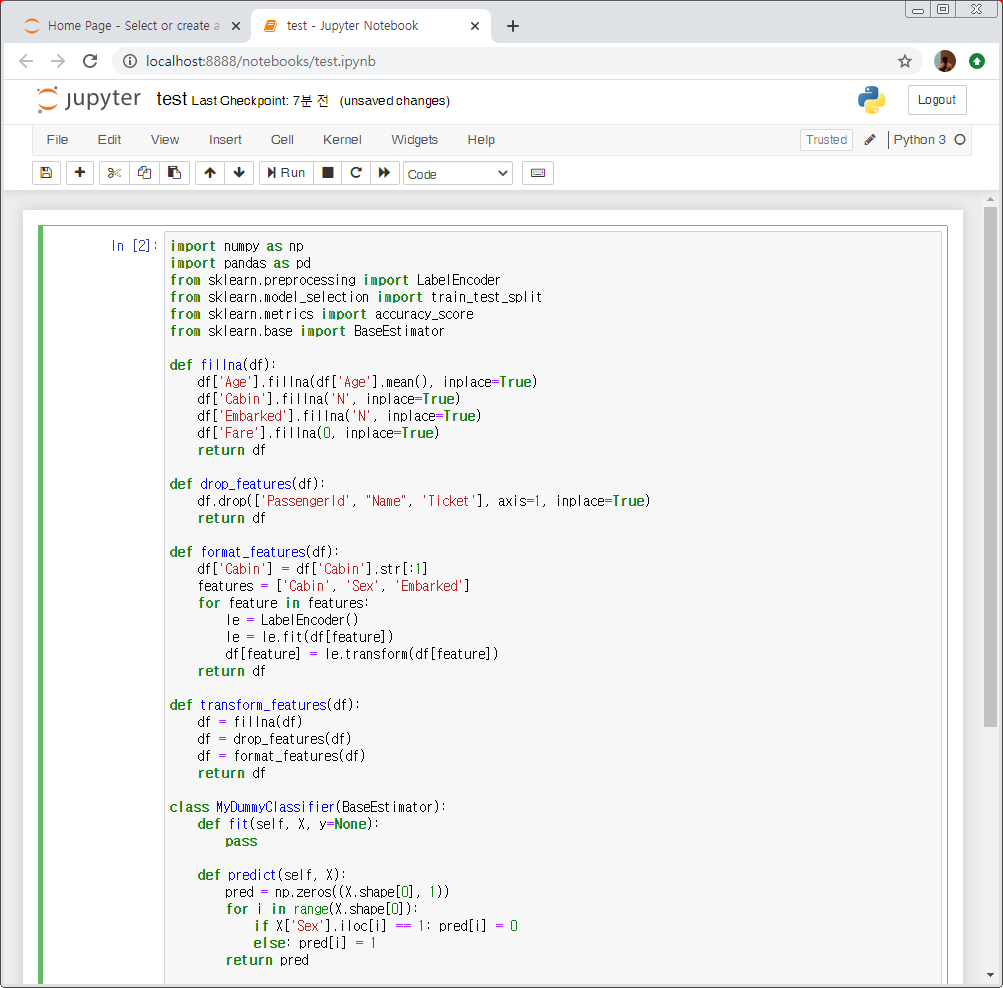 Home Page - Select or create a
test - Jupyter Notebook
localhost:8888/notebooks/test.ipynb
jupyter test Last Checkpoint: 7분 전 (unsaved changes)
Logout
File Edit View Insert Cell Kernel Widgets Help
Trusted Python 3
Run Code
In [2]:
import numpy as np
import pandas as pd
from sklearn.preprocessing import LabelEncoder
from sklearn.model_selection import train_test_split
from sklearn.metrics import accuracy_score
from sklearn.base import BaseEstimator
def fillna(df):
    df['Age'].fillna(df['Age'].mean(), inplace=True)
    df['Cabin'].fillna('N', inplace=True)
    df['Embarked'].fillna('N', inplace=True)
    df['Fare'].fillna(0, inplace=True)
    return df
def drop_features(df):
    df.drop(['PassengerId', "Name", 'Ticket'], axis=1, inplace=True)
    return df
def format_features(df):
    df['Cabin'] = df['Cabin'].str[:1]
    features = ['Cabin', 'Sex', 'Embarked']
    for feature in features:
        le = LabelEncoder()
        le = le.fit(df[feature])
        df[feature] = le.transform(df[feature])
    return df
def transform_features(df):
    df = fillna(df)
    df = drop_features(df)
    df = format_features(df)
    return df
class MyDummyClassifier(BaseEstimator):
    def fit(self, X, y=None):
        pass
    def predict(self, X):
        pred = np.zeros((X.shape[0], 1))
        for i in range(X.shape[0]):
            if X['Sex'].iloc[i] == 1: pred[i] = 0
            else: pred[i] = 1
        return pred